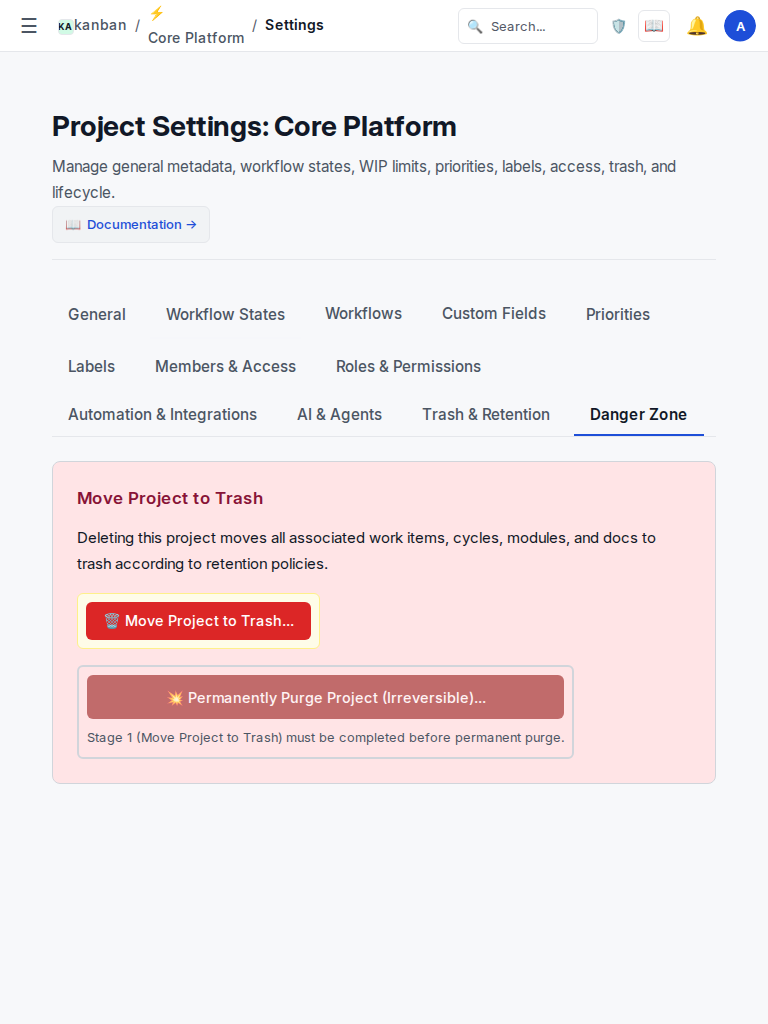 ☰ KA kanban / ⚡ Core Platform / Settings 🔍 Search... 🛡️ 📖 🔔 A
Project Settings: Core Platform
Manage general metadata, workflow states, WIP limits, priorities, labels, access, trash, and
lifecycle.
📖 Documentation →
General Workflow States Workflows Custom Fields Priorities
Labels Members & Access Roles & Permissions
Automation & Integrations AI & Agents Trash & Retention Danger Zone
Move Project to Trash
Deleting this project moves all associated work items, cycles, modules, and docs to
trash according to retention policies.
🗑️ Move Project to Trash...
💥 Permanently Purge Project (Irreversible)...
Stage 1 (Move Project to Trash) must be completed before permanent purge.